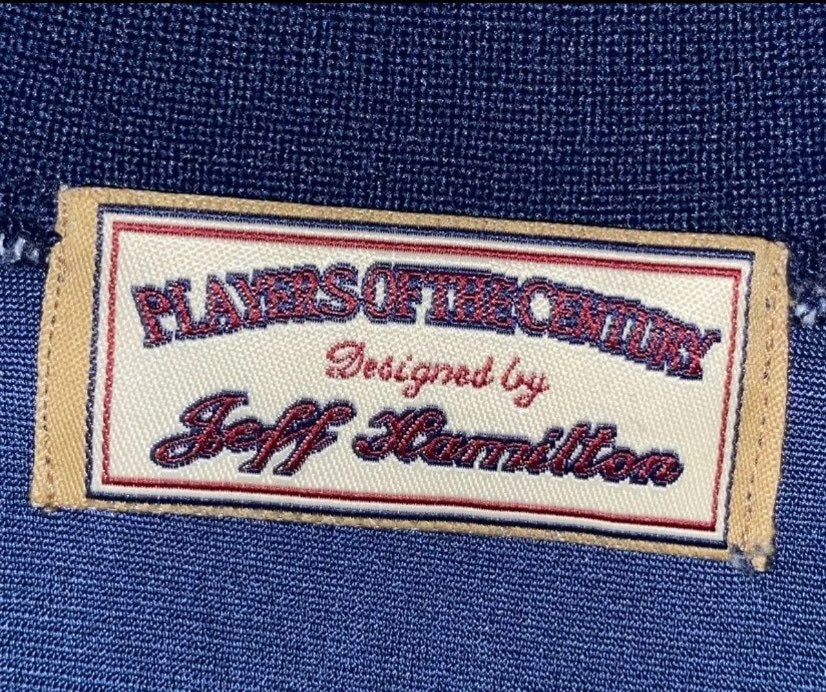 PLAYERS OF THE CENTURY
Designed by
Jeff Hamilton